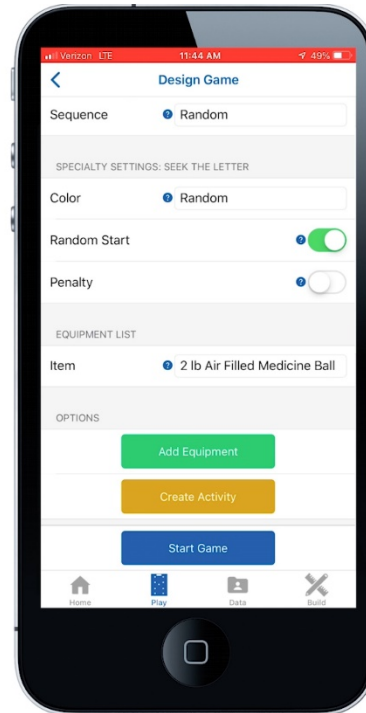 Verizon LTE 11:44 AM 49%
Design Game
Sequence ? Random
SPECIALTY SETTINGS: SEEK THE LETTER
Color ? Random
Random Start ?
Penalty ?
EQUIPMENT LIST
Item ? 2 lb Air Filled Medicine Ball
OPTIONS
Add Equipment
Create Activity
Start Game
Home Play Data Build